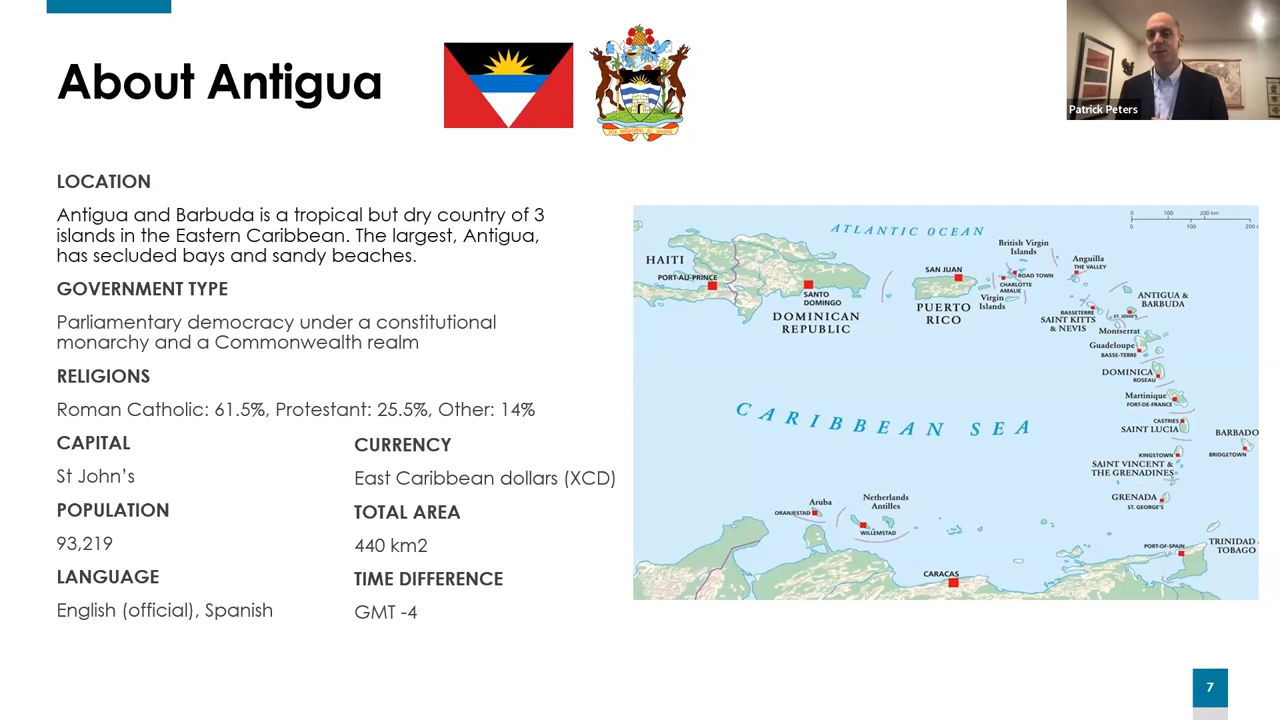 About Antigua
Patrick Peters
LOCATION
Antigua and Barbuda is a tropical but dry country of 3
islands in the Eastern Caribbean. The largest, Antigua,
has secluded bays and sandy beaches.
GOVERNMENT TYPE
Parliamentary democracy under a constitutional
monarchy and a Commonwealth realm
RELIGIONS
Roman Catholic: 61.5%, Protestant: 25.5%, Other: 14%
CAPITAL
St John’s
POPULATION
93,219
LANGUAGE
English (official), Spanish
CURRENCY
East Caribbean dollars (XCD)
TOTAL AREA
440 km2
TIME DIFFERENCE
GMT -4
ATLANTIC OCEAN
0 100 200 km
0 100 200
HAITI
PORT-AU-PRINCE
SANTO
DOMINGO
DOMINICAN
REPUBLIC
SAN JUAN
PUERTO
RICO
British Virgin
Islands
ROAD TOWN
CHARLOTTE
AMALIE
Virgin
Islands
Anguilla
THE VALLEY
ANTIGUA &
BARBUDA
ST. JOHN'S
BASSETERRE
SAINT KITTS
& NEVIS
Montserrat
Guadeloupe
BASSE-TERRE
DOMINICA
ROSEAU
Martinique
FORT-DE-FRANCE
CASTRIES
SAINT LUCIA
BARBADO
BRIDGETOWN
KINGSTOWN
SAINT VINCENT &
THE GRENADINES
GRENADA
ST. GEORGE'S
CARIBBEAN SEA
Aruba
ORANJESTAD
Netherlands
Antilles
WILLEMSTAD
PORT-OF-SPAIN
TRINIDAD
TOBAGO
CARACAS
7